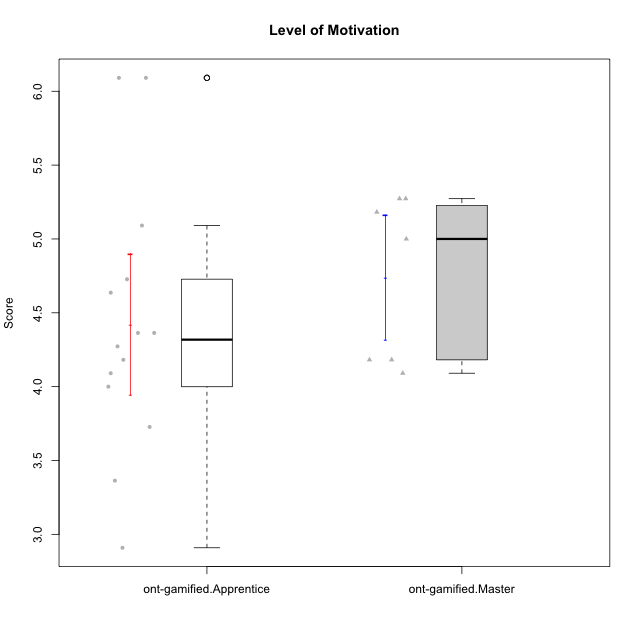 Level of Motivation
Score
6.0
5.5
5.0
4.5
4.0
3.5
3.0
ont-gamified.Apprentice
ont-gamified.Master